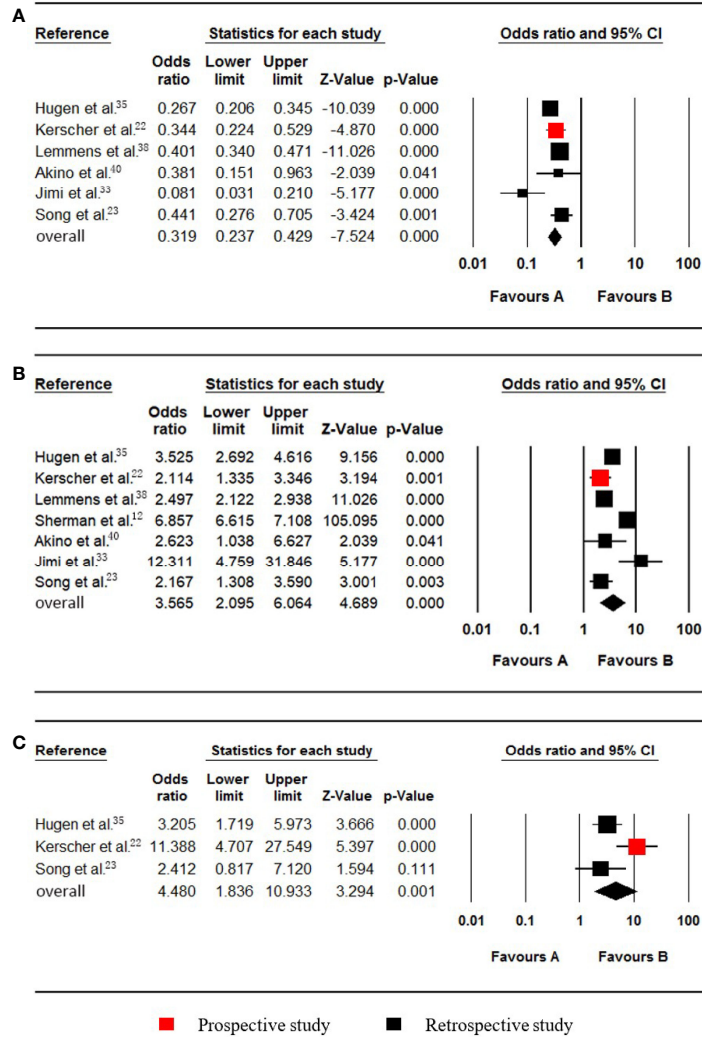 A
Reference Statistics for each study Odds ratio and 95% CI
Odds ratio Lower limit Upper limit Z-Value p-Value
Hugen et al.35 0.267 0.206 0.345 -10.039 0.000
Kerscher et al.22 0.344 0.224 0.529 -4.870 0.000
Lemmens et al.38 0.401 0.340 0.471 -11.026 0.000
Akino et al.40 0.381 0.151 0.963 -2.039 0.041
Jimi et al.33 0.081 0.031 0.210 -5.177 0.000
Song et al.23 0.441 0.276 0.705 -3.424 0.001
overall 0.319 0.237 0.429 -7.524 0.000
0.01 0.1 1 10 100
Favours A Favours B
B
Reference Statistics for each study Odds ratio and 95% CI
Odds ratio Lower limit Upper limit Z-Value p-Value
Hugen et al.35 3.525 2.692 4.616 9.156 0.000
Kerscher et al.22 2.114 1.335 3.346 3.194 0.001
Lemmens et al.38 2.497 2.122 2.938 11.026 0.000
Sherman et al.12 6.857 6.615 7.108 105.095 0.000
Akino et al.40 2.623 1.038 6.627 2.039 0.041
Jimi et al.33 12.311 4.759 31.846 5.177 0.000
Song et al.23 2.167 1.308 3.590 3.001 0.003
overall 3.565 2.095 6.064 4.689 0.000
0.01 0.1 1 10 100
Favours A Favours B
C
Reference Statistics for each study Odds ratio and 95% CI
Odds ratio Lower limit Upper limit Z-Value p-Value
Hugen et al.35 3.205 1.719 5.973 3.666 0.000
Kerscher et al.22 11.388 4.707 27.549 5.397 0.000
Song et al.23 2.412 0.817 7.120 1.594 0.111
overall 4.480 1.836 10.933 3.294 0.001
0.01 0.1 1 10 100
Favours A Favours B
Prospective study Retrospective study